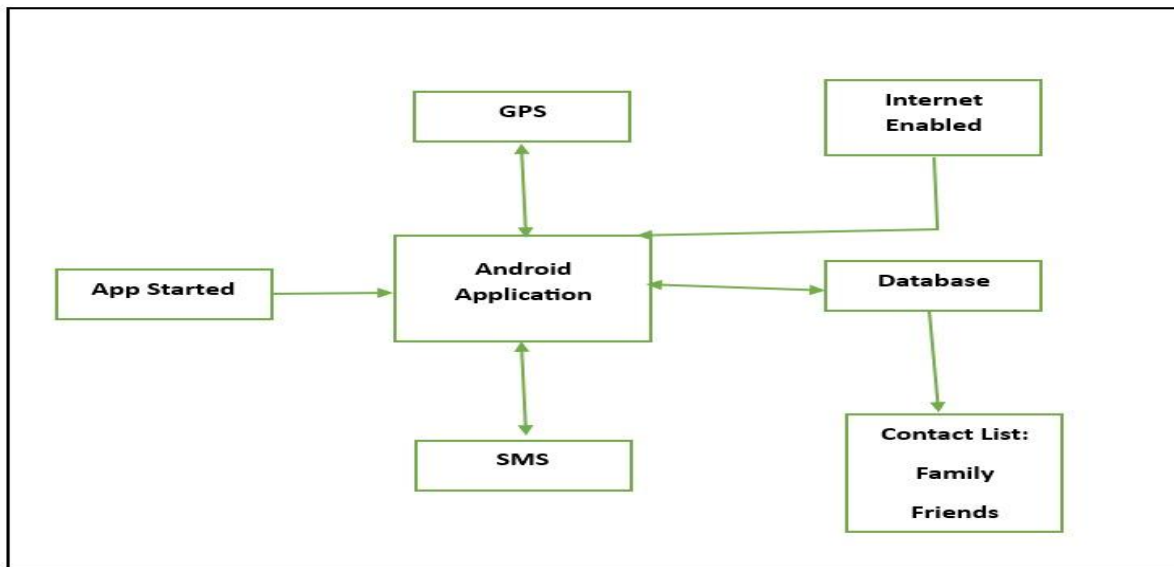 GPS
Internet
Enabled
Android
Application
App Started
Database
SMS
Contact List:
Family
Friends